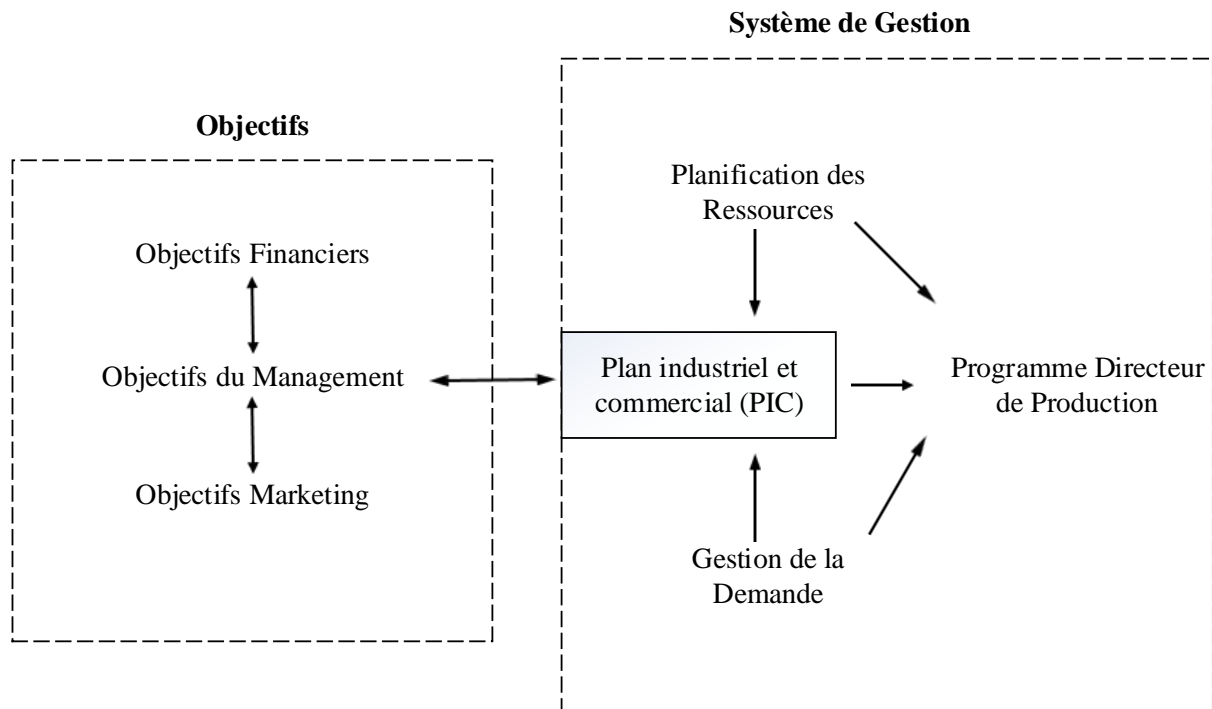 Système de Gestion
Objectifs
Planification des
Ressources
Objectifs Financiers
Objectifs du Management
Plan industriel et
commercial (PIC)
Programme Directeur
de Production
Objectifs Marketing
Gestion de la
Demande